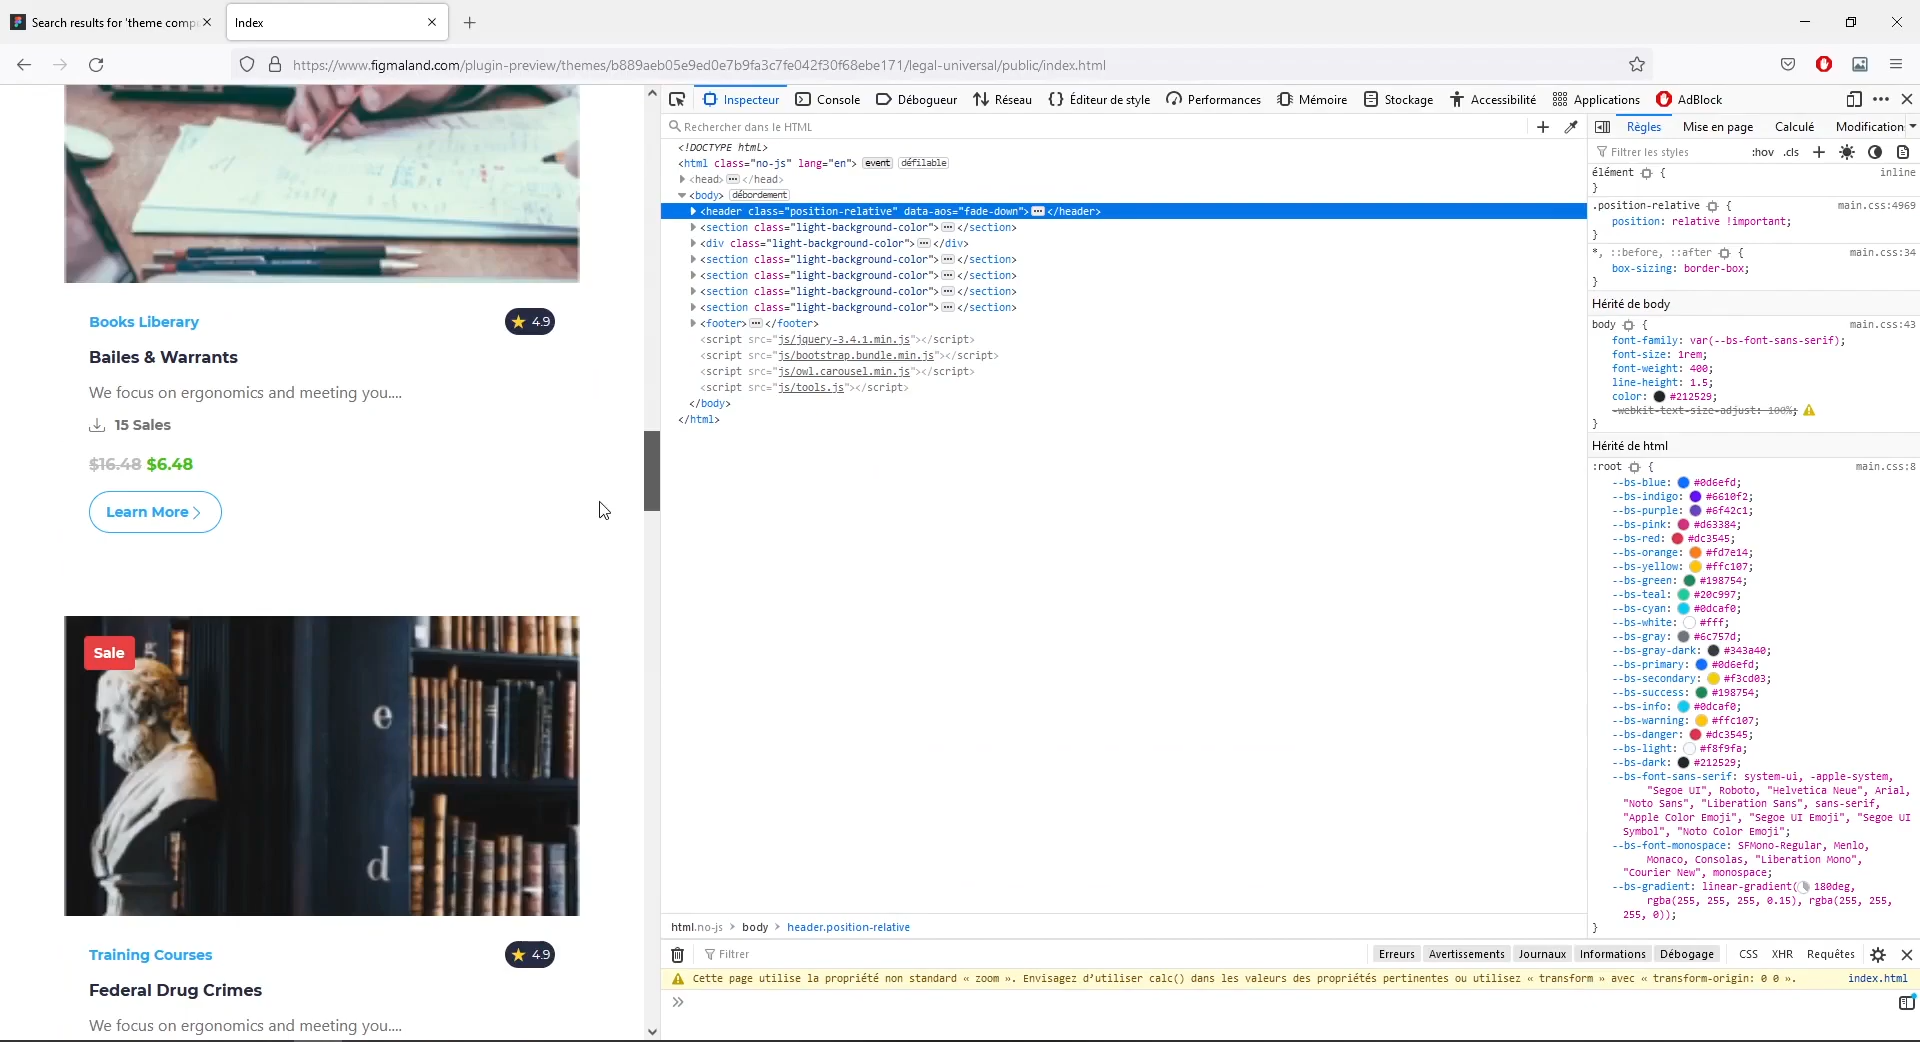 Search results for 'theme comp
Index
https://www.figmaland.com/plugin-preview/themes/b889aeb05e9ed0e7b9fa3c7fe042f30f68ebe171/legal-universal/public/index.html
Books Liberary
4.9
Bailes & Warrants
We focus on ergonomics and meeting you....
15 Sales
$16.48 $6.48
Learn More
Sale
e
d
Training Courses
4.9
Federal Drug Crimes
We focus on ergonomics and meeting you....
Inspecteur
Console
Débogueur
Réseau
Éditeur de style
Performances
Mémoire
Stockage
Accessibilité
Applications
AdBlock
Rechercher dans le HTML
<!DOCTYPE html>
<html class="no-js" lang="en"> event défilable
<head> ••• </head>
<body> débordement
<header class="position-relative" data-aos="fade-down"> ••• </header>
<section class="light-background-color"> ••• </section>
<div class="light-background-color"> ••• </div>
<section class="light-background-color"> ••• </section>
<section class="light-background-color"> ••• </section>
<section class="light-background-color"> ••• </section>
<section class="light-background-color"> ••• </section>
<footer> ••• </footer>
<script src="js/jquery-3.4.1.min.js"></script>
<script src="js/bootstrap.bundle.min.js"></script>
<script src="js/owl.carousel.min.js"></script>
<script src="js/tools.js"></script>
</body>
</html>
html.no-js > body > header.position-relative
Règles
Mise en page
Calculé
Modification
Filtrer les styles
:hov .cls
élément { inline
}
.position-relative { main.css:4969
position: relative !important;
}
*, ::before, ::after { main.css:34
box-sizing: border-box;
}
Hérité de body
body { main.css:43
font-family: var(--bs-font-sans-serif);
font-size: 1rem;
font-weight: 400;
line-height: 1.5;
color: #212529;
-webkit-text-size-adjust: 100%;
}
Hérité de html
:root { main.css:8
--bs-blue: #0d6efd;
--bs-indigo: #6610f2;
--bs-purple: #6f42c1;
--bs-pink: #d63384;
--bs-red: #dc3545;
--bs-orange: #fd7e14;
--bs-yellow: #ffc107;
--bs-green: #198754;
--bs-teal: #20c997;
--bs-cyan: #0dcaf0;
--bs-white: #fff;
--bs-gray: #6c757d;
--bs-gray-dark: #343a40;
--bs-primary: #0d6efd;
--bs-secondary: #f3cd03;
--bs-success: #198754;
--bs-info: #0dcaf0;
--bs-warning: #ffc107;
--bs-danger: #dc3545;
--bs-light: #f8f9fa;
--bs-dark: #212529;
--bs-font-sans-serif: system-ui, -apple-system,
"Segoe UI", Roboto, "Helvetica Neue", Arial,
"Noto Sans", "Liberation Sans", sans-serif,
"Apple Color Emoji", "Segoe UI Emoji", "Segoe UI
Symbol", "Noto Color Emoji";
--bs-font-monospace: SFMono-Regular, Menlo,
Monaco, Consolas, "Liberation Mono",
"Courier New", monospace;
--bs-gradient: linear-gradient( 180deg,
rgba(255, 255, 255, 0.15), rgba(255, 255,
255, 0));
}
Filtrer
Erreurs
Avertissements
Journaux
Informations
Débogage
CSS
XHR
Requêtes
Cette page utilise la propriété non standard « zoom ». Envisagez d’utiliser calc() dans les valeurs des propriétés pertinentes ou utilisez « transform » avec « transform-origin: 0 0 ». index.html